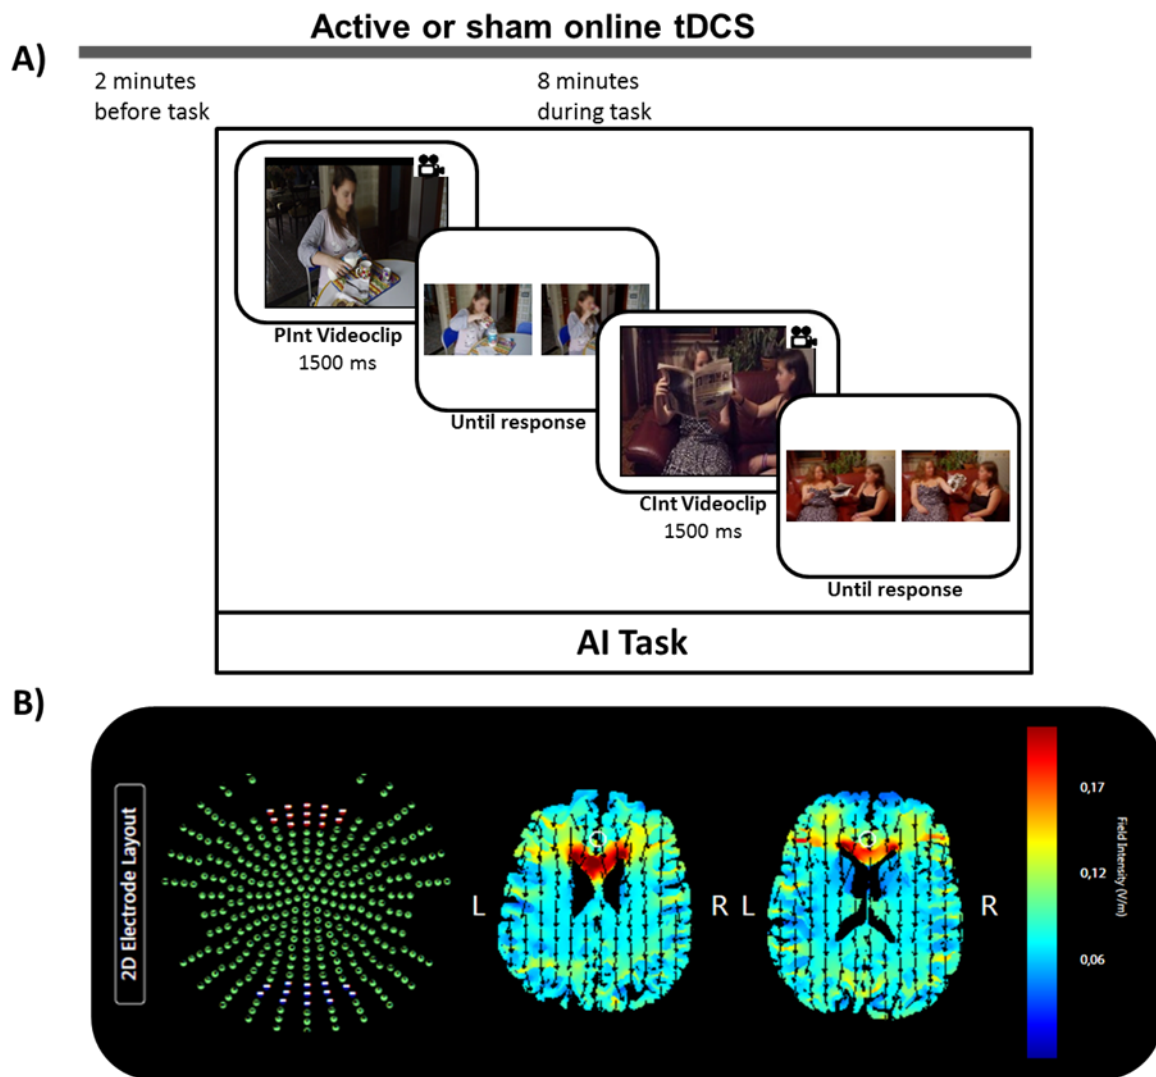 Active or sham online tDCS
A)
2 minutes
before task
8 minutes
during task
PInt Videoclip
1500 ms
Until response
CInt Videoclip
1500 ms
Until response
AI Task
B)
2D Electrode Layout
L
R
L
R
0,17
0,12
0,06
Field Intensity (V/m)